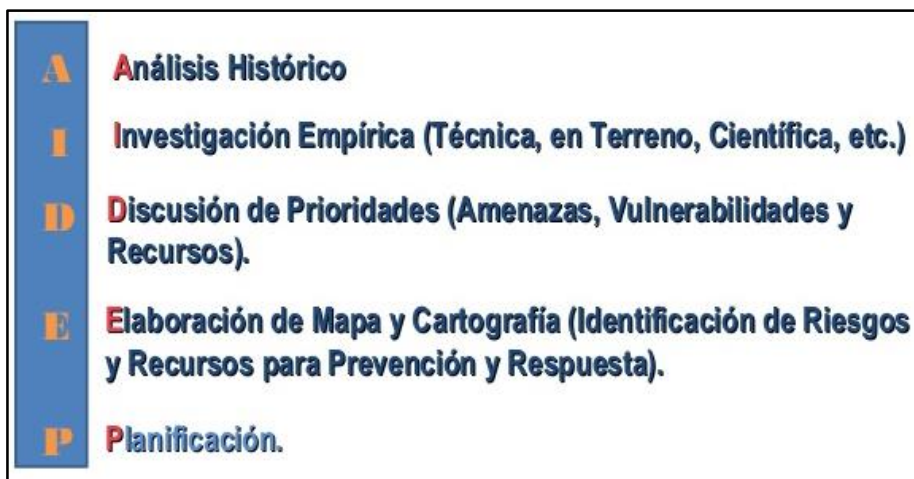 A Análisis Histórico
I Investigación Empírica (Técnica, en Terreno, Científica, etc.)
D Discusión de Prioridades (Amenazas, Vulnerabilidades y
Recursos).
E Elaboración de Mapa y Cartografía (Identificación de Riesgos
y Recursos para Prevención y Respuesta).
P Planificación.